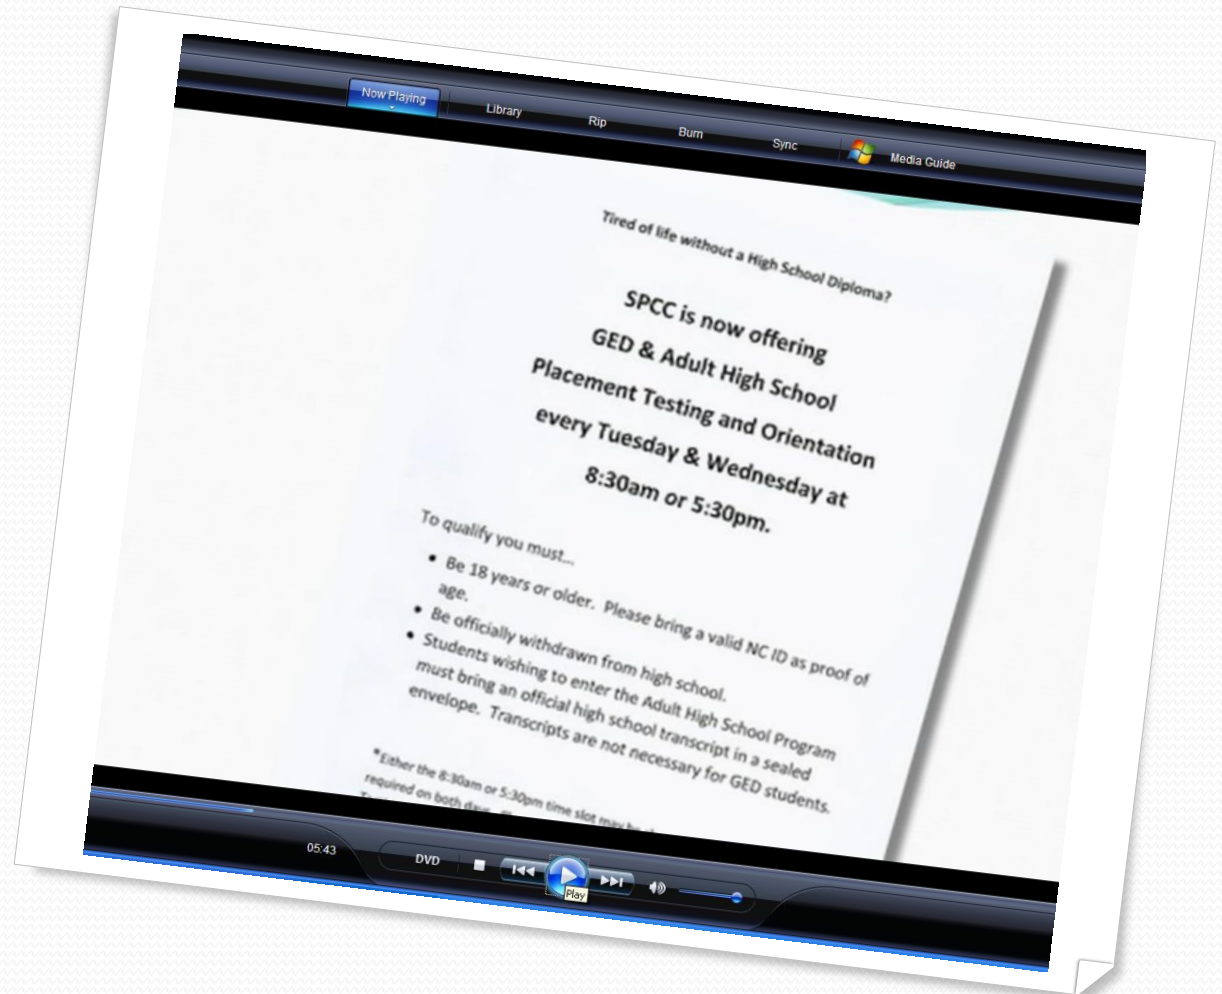 Now Playing Library Rip Burn Sync Media Guide
Tired of life without a High School Diploma?
SPCC is now offering
GED & Adult High School
Placement Testing and Orientation
every Tuesday & Wednesday at
8:30am or 5:30pm.
To qualify you must...
• Be 18 years or older. Please bring a valid NC ID as proof of
age.
• Be officially withdrawn from high school.
• Students wishing to enter the Adult High School Program
must bring an official high school transcript in a sealed
envelope. Transcripts are not necessary for GED students.
*Either the 8:30am or 5:30pm time slot may be
required on both days.
05:43 DVD
Play